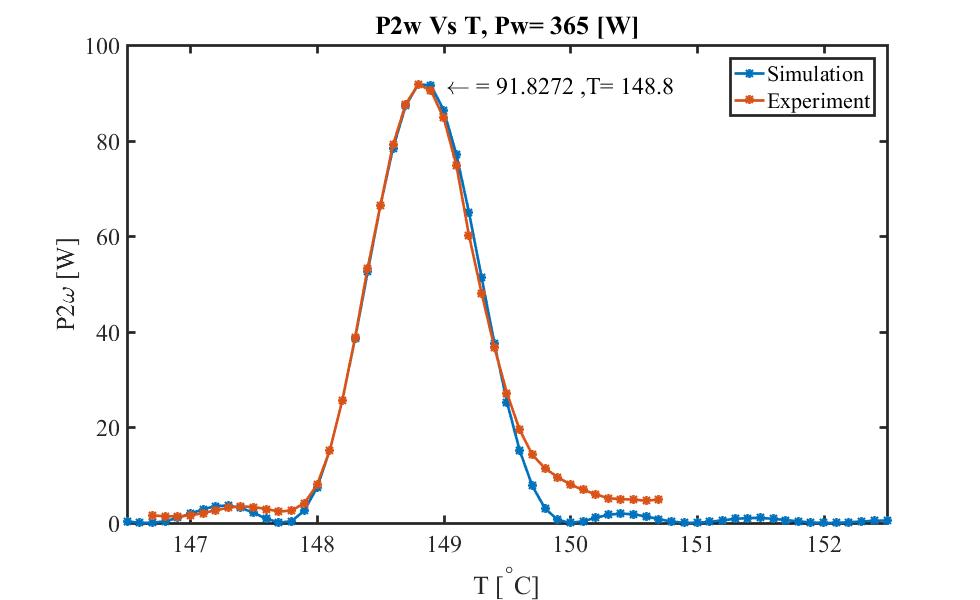 P2w Vs T, Pw= 365 [W]
100
80
60
40
20
0
P2ω [W]
← = 91.8272 ,T= 148.8
Simulation
Experiment
147 148 149 150 151 152
T [°C]